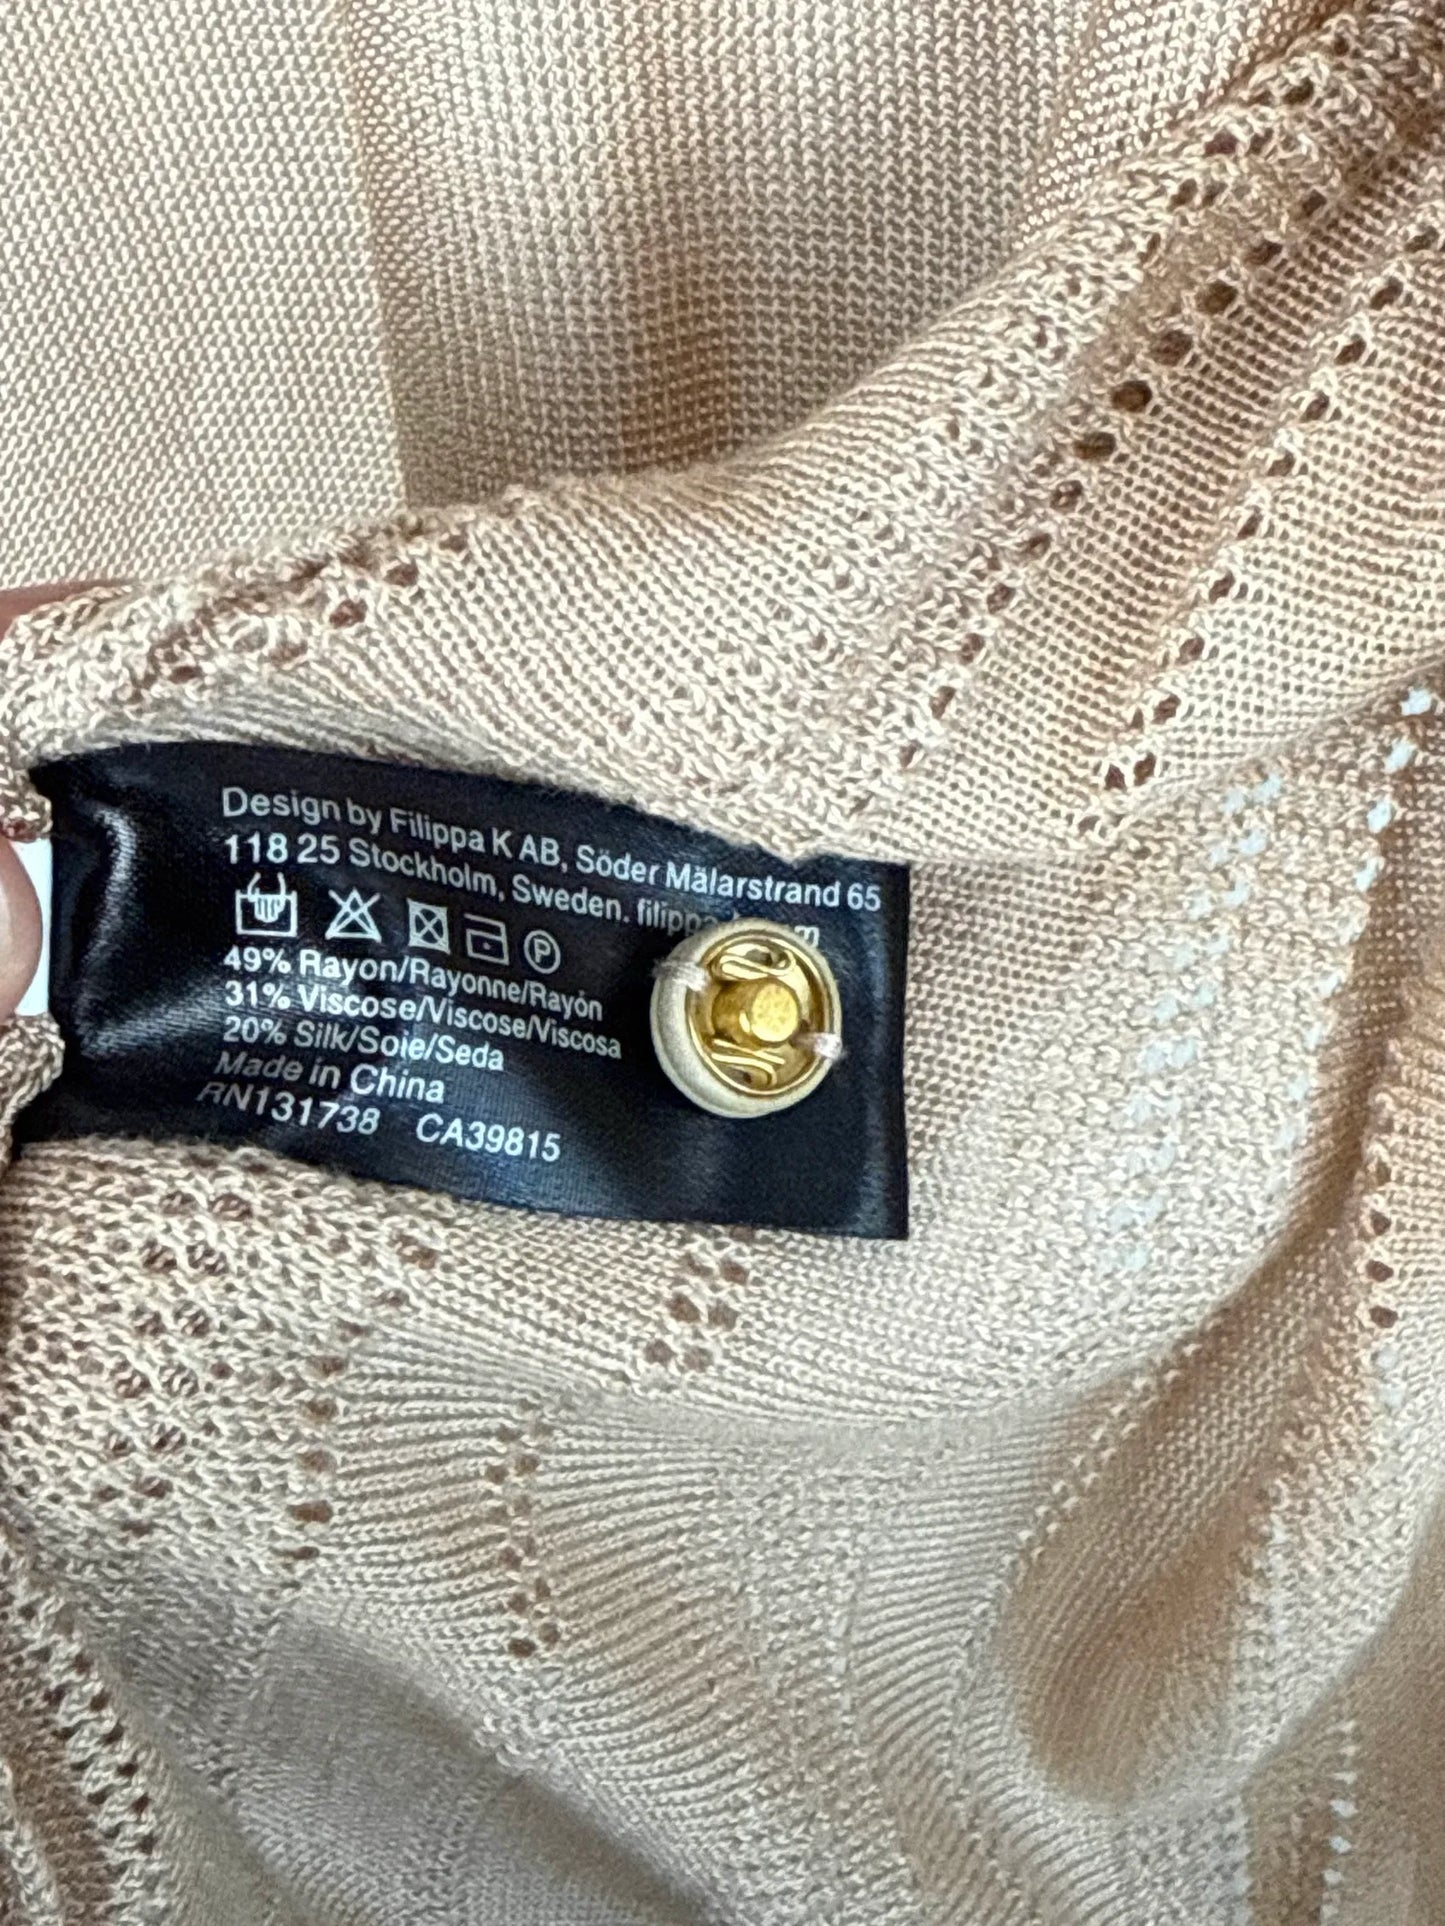 Design by Filippa K AB, Söder Mälarstrand 65
118 25 Stockholm, Sweden.
P
49% Rayon/Rayonne/Rayón
31% Viscose/Viscose/Viscosa
20% Silk/Soie/Seda
Made in China
RN131738 CA39815